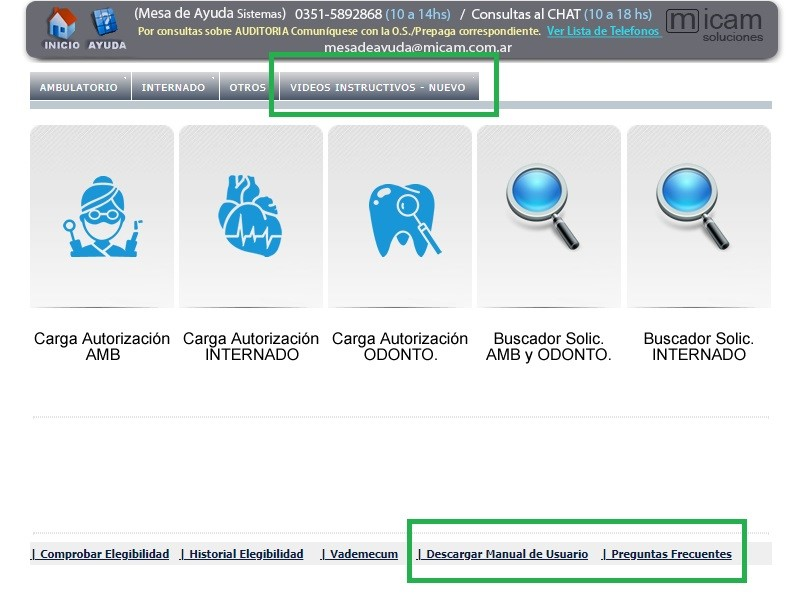 (Mesa de Ayuda Sistemas) 0351-5892868 (10 a 14hs) / Consultas al CHAT (10 a 18 hs)
micam
soluciones
Por consultas sobre AUDITORIA Comuníquese con la O.S./Prepaga correspondiente. Ver Lista de Telefonos
INICIO AYUDA
mesadeayuda@micam.com.ar
AMBULATORIO INTERNADO OTROS VIDEOS INSTRUCTIVOS - NUEVO
Carga Autorización
AMB
Carga Autorización
INTERNADO
Carga Autorización
ODONTO.
Buscador Solic.
AMB y ODONTO.
Buscador Solic.
INTERNADO
| Comprobar Elegibilidad | Historial Elegibilidad | Vademecum | Descargar Manual de Usuario | Preguntas Frecuentes